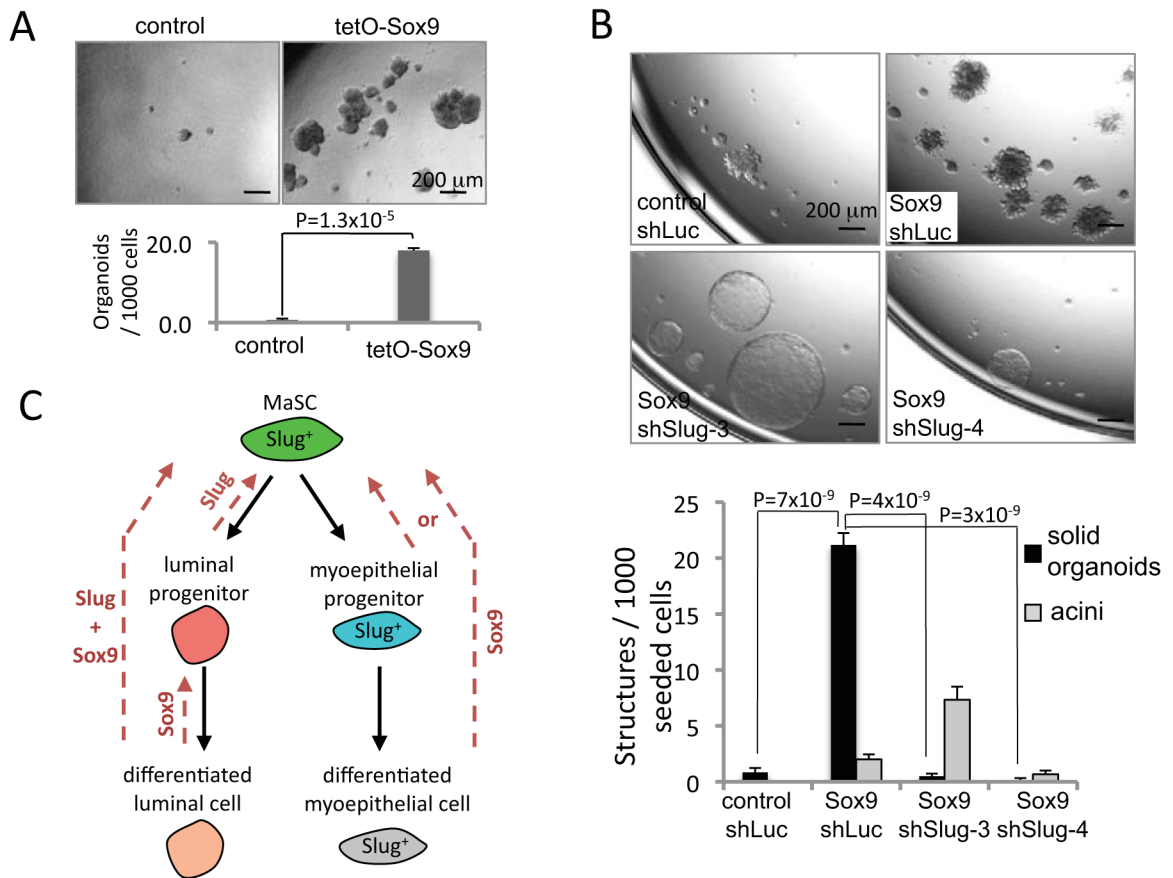 A
control
tetO-Sox9
200 µm
P=1.3x10-5
Organoids
/ 1000 cells
20.0
0.0
control
tetO-Sox9
B
control
shLuc
200 µm
Sox9
shLuc
Sox9
shSlug-3
Sox9
shSlug-4
Structures / 1000
seeded cells
25
20
15
10
5
0
P=7x10-9
P=4x10-9
P=3x10-9
solid
organoids
acini
control
shLuc
Sox9
shLuc
Sox9
shSlug-3
Sox9
shSlug-4
C
MaSC
Slug+
Slug
or
luminal
progenitor
myoepithelial
progenitor
Slug+
Slug
+
Sox9
Sox9
Sox9
differentiated
luminal cell
differentiated
myoepithelial cell
Slug+